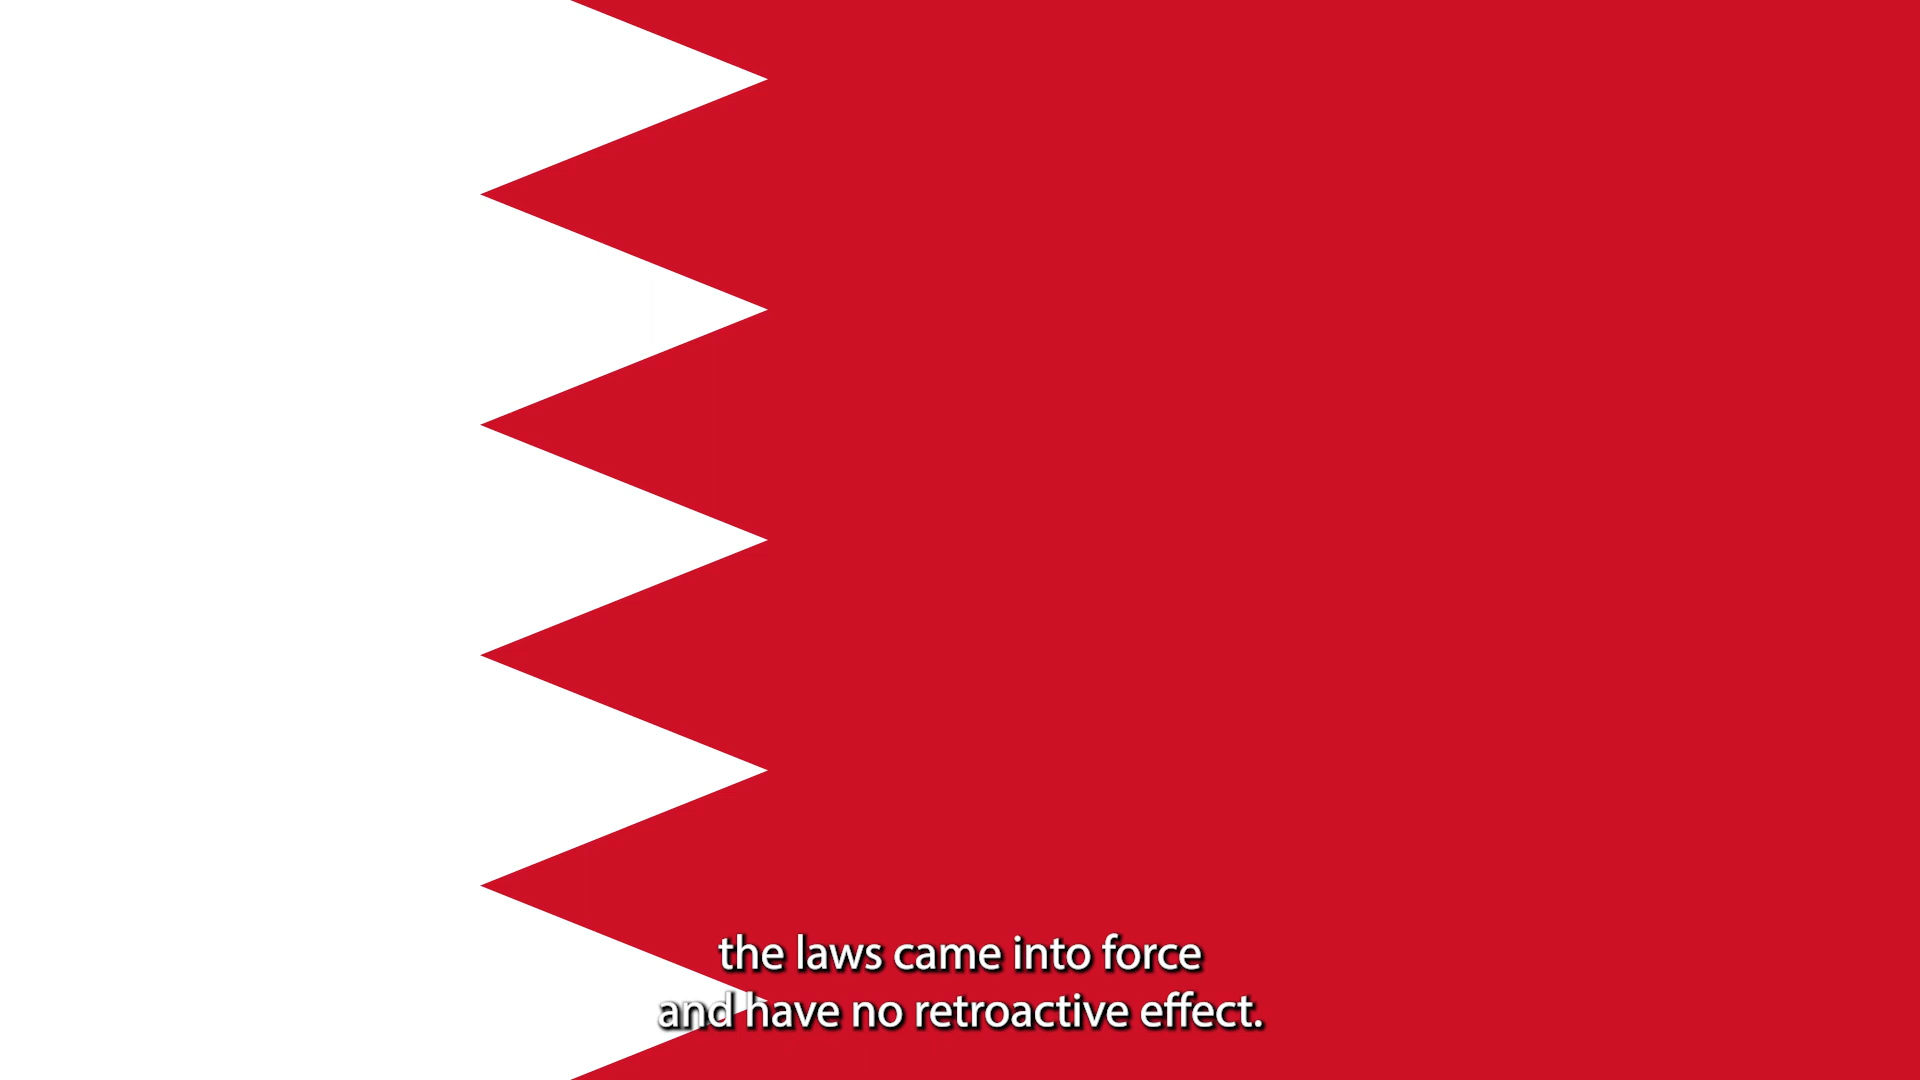 the laws came into force
and have no retroactive effect.